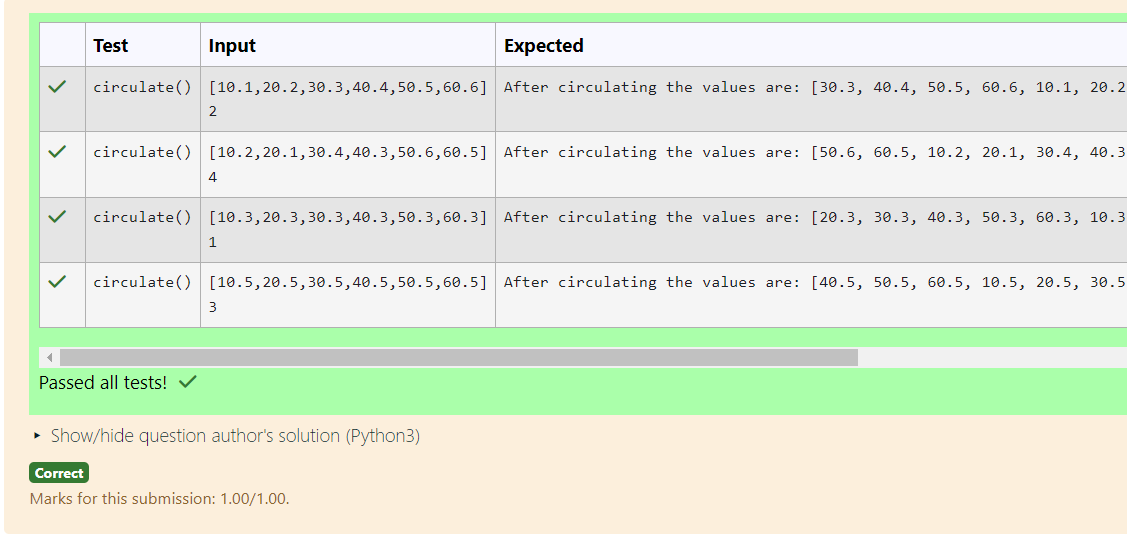 Test Input Expected
circulate() [10.1,20.2,30.3,40.4,50.5,60.6] After circulating the values are: [30.3, 40.4, 50.5, 60.6, 10.1, 20.2
2
circulate() [10.2,20.1,30.4,40.3,50.6,60.5] After circulating the values are: [50.6, 60.5, 10.2, 20.1, 30.4, 40.3
4
circulate() [10.3,20.3,30.3,40.3,50.3,60.3] After circulating the values are: [20.3, 30.3, 40.3, 50.3, 60.3, 10.3
1
circulate() [10.5,20.5,30.5,40.5,50.5,60.5] After circulating the values are: [40.5, 50.5, 60.5, 10.5, 20.5, 30.5
3
Passed all tests!
Show/hide question author's solution (Python3)
Correct
Marks for this submission: 1.00/1.00.